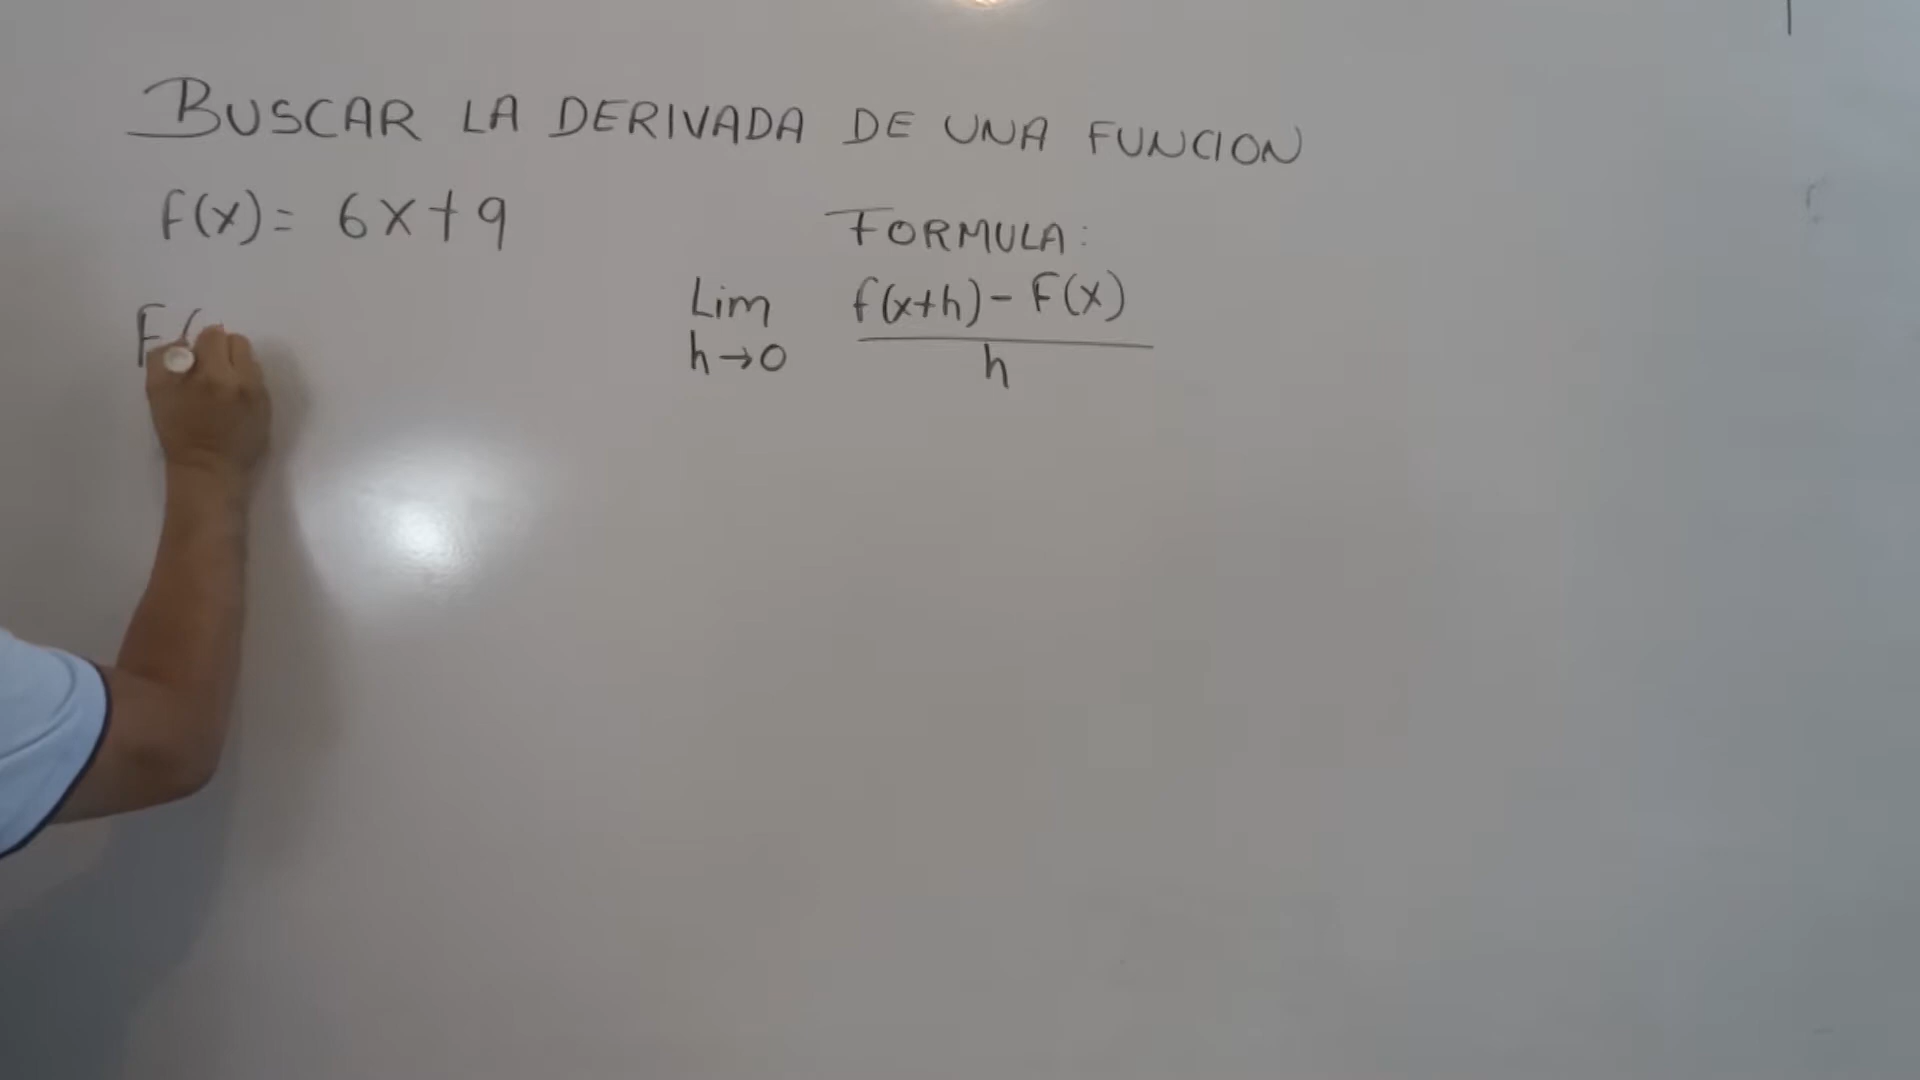 BUSCAR LA DERIVADA DE UNA FUNCION
f(x) = 6x+9
FORMULA:
Lim f(x+h) - F(x)
h→0 h
F(